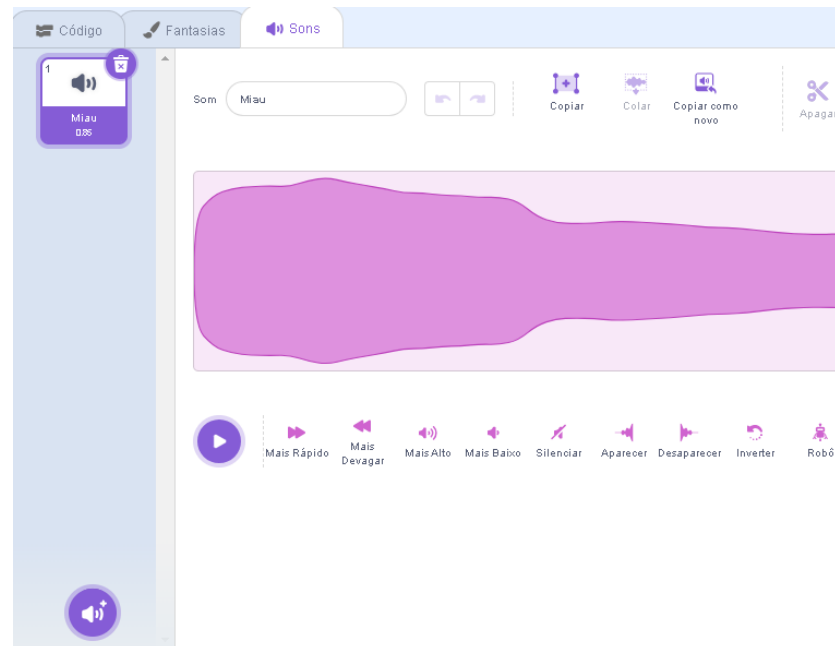 Código
Fantasias
Sons
1
Miau
0.86
Som
Miau
Copiar
Colar
Copiar como
novo
Apagar
Mais Rápido
Mais
Devagar
Mais Alto
Mais Baixo
Silenciar
Aparecer
Desaparecer
Inverter
Robô